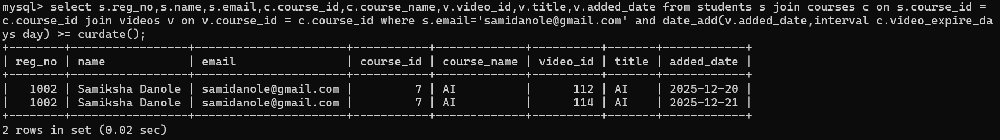 mysql> select s.reg_no,s.name,s.email,c.course_id,c.course_name,v.video_id,v.title,v.added_date from students s join courses c on s.course_id =
c.course_id join videos v on v.course_id = c.course_id where s.email='samidanole@gmail.com' and date_add(v.added_date,interval c.video_expire_da
ys day) >= curdate();
+--------+----------------+----------------------+-----------+-------------+----------+-------+------------+
| reg_no | name           | email                | course_id | course_name | video_id | title | added_date |
+--------+----------------+----------------------+-----------+-------------+----------+-------+------------+
|   1002 | Samiksha Danole | samidanole@gmail.com |         7 | AI          |      112 | AI    | 2025-12-20 |
|   1002 | Samiksha Danole | samidanole@gmail.com |         7 | AI          |      114 | AI    | 2025-12-21 |
+--------+----------------+----------------------+-----------+-------------+----------+-------+------------+
2 rows in set (0.02 sec)